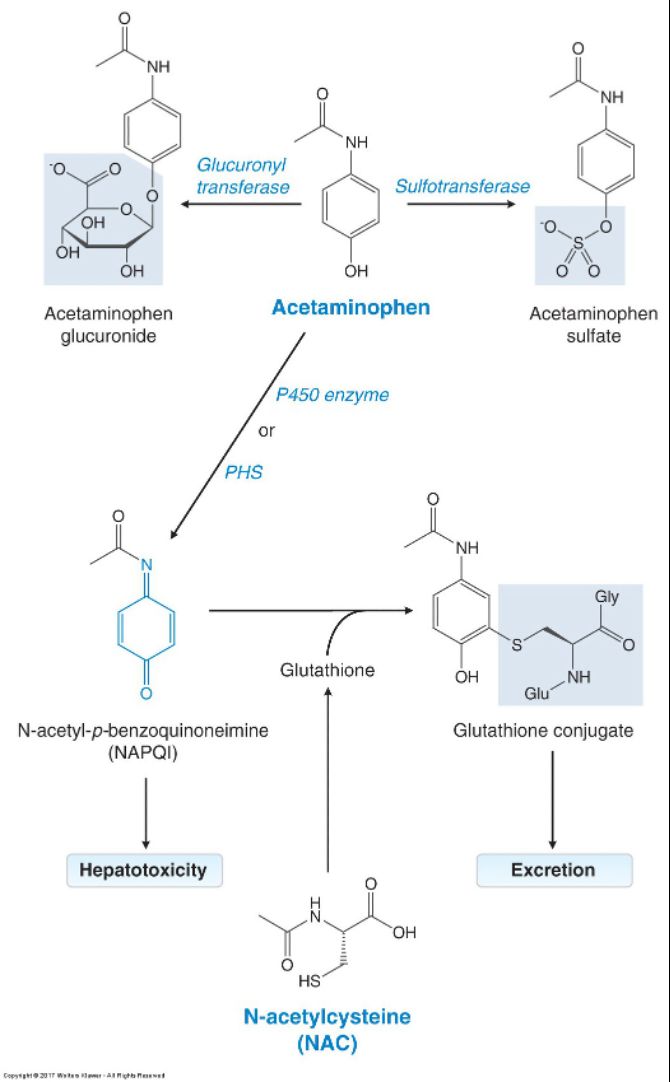 O
NH
O
NH
O
NH
-O
O
O
O
OH
OH
OH
Glucuronyl
transferase
Sulfotransferase
OH
O
-O
S
O
O
Acetaminophen
glucuronide
Acetaminophen
Acetaminophen
sulfate
P450 enzyme
or
PHS
O
N
O
O
NH
OH
S
Gly
O
NH
Glu
Glutathione
N-acetyl-p-benzoquinoneimine
(NAPQI)
Glutathione conjugate
Hepatotoxicity
Excretion
H
N
O
OH
O
HS
N-acetylcysteine
(NAC)
Copyright © 2017 Wolters Kluwer - All Rights Reserved